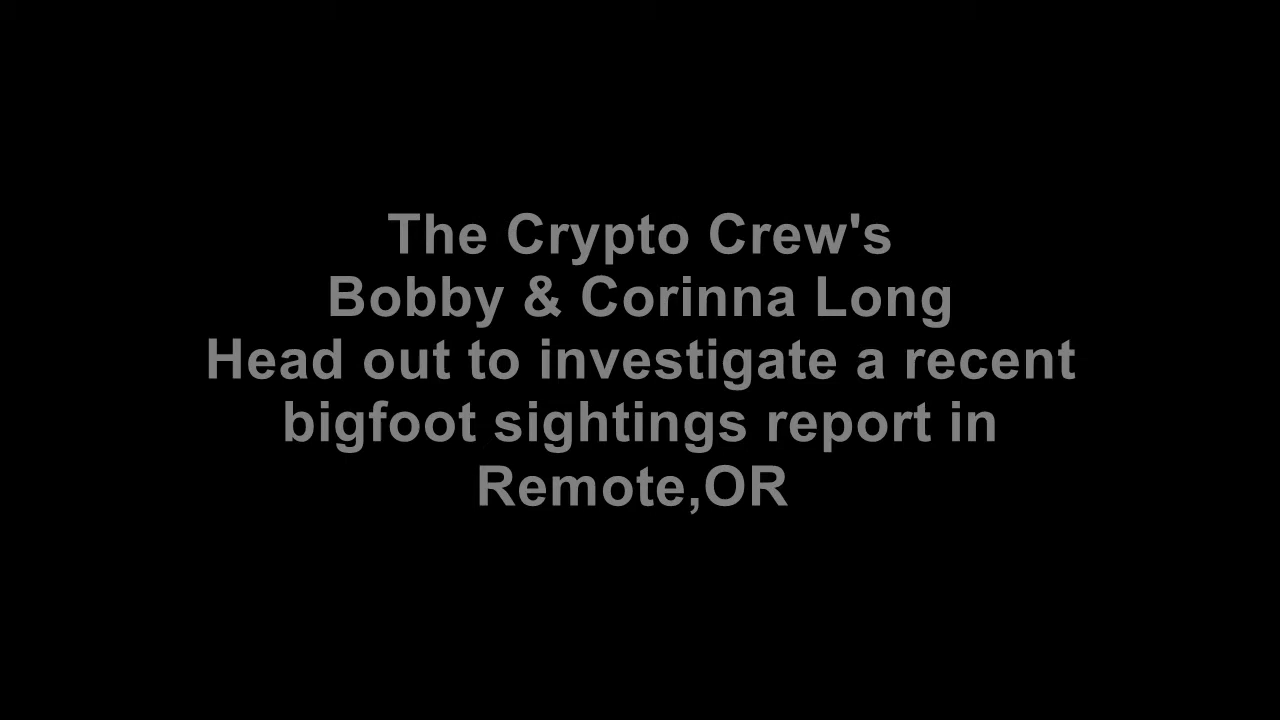 The Crypto Crew's
Bobby & Corinna Long
Head out to investigate a recent
bigfoot sightings report in
Remote,OR